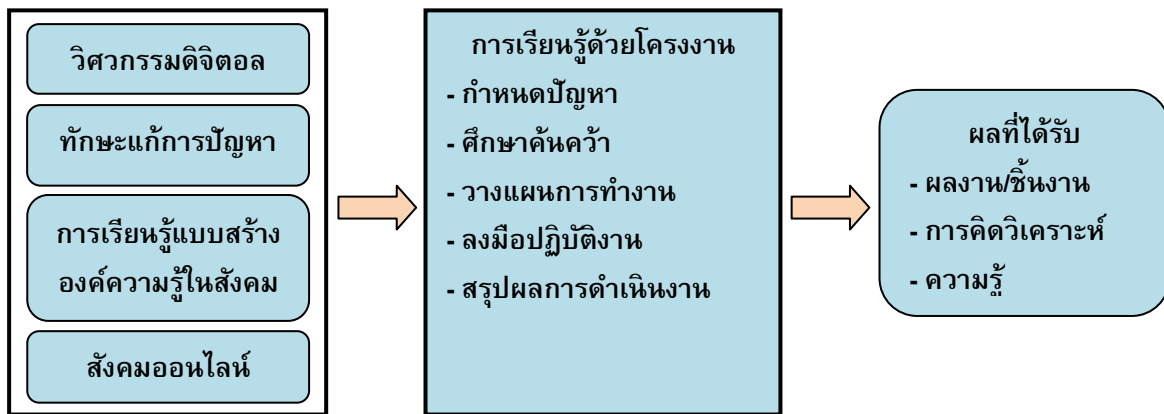 วิศวกรรมดิจิตอล
ทักษะแก้การปัญหา
การเรียนรู้แบบสร้าง
องค์ความรู้ในสังคม
สังคมออนไลน์
การเรียนรู้ด้วยโครงงาน
- กำหนดปัญหา
- ศึกษาค้นคว้า
- วางแผนการทำงาน
- ลงมือปฏิบัติงาน
- สรุปผลการดำเนินงาน
ผลที่ได้รับ
- ผลงาน/ชิ้นงาน
- การคิดวิเคราะห์
- ความรู้